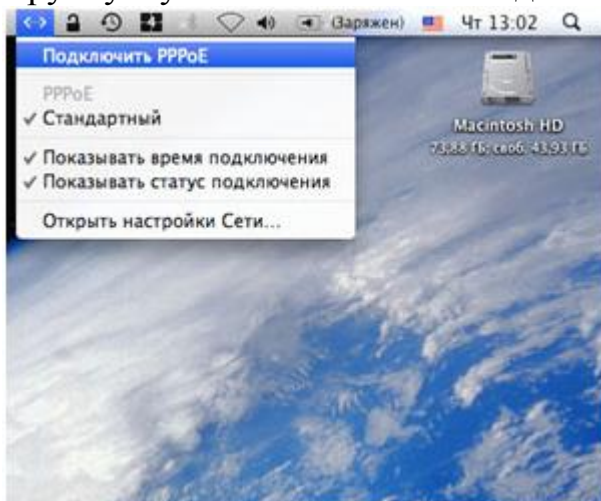 (Заряжен) Чт 13:02
Подключить PPPoE
PPPoE
✓ Стандартный
✓ Показывать время подключения
✓ Показывать статус подключения
Открыть настройки Сети...
Macintosh HD
73,88 ГБ; своб. 43,93 ГБ